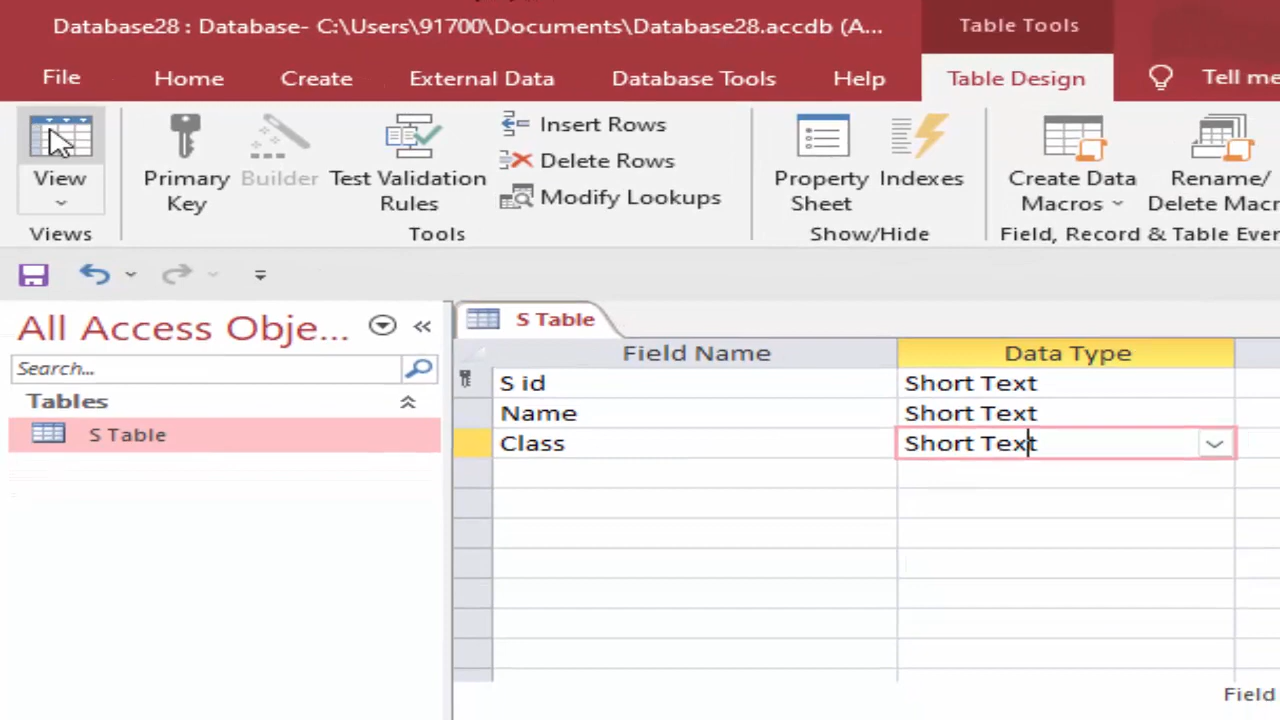 Database28 : Database- C:\Users\91700\Documents\Database28.accdb (A...
Table Tools
File Home Create External Data Database Tools Help Table Design Tell me
View
Primary Key
Builder
Test Validation Rules
Insert Rows
Delete Rows
Modify Lookups
Property Sheet
Indexes
Create Data Macros
Rename/
Delete Macr
Views Tools Show/Hide Field, Record & Table Ever
All Access Obje...
Search...
Tables
S Table
S Table
Field Name Data Type
S id Short Text
Name Short Text
Class Short Text
Field